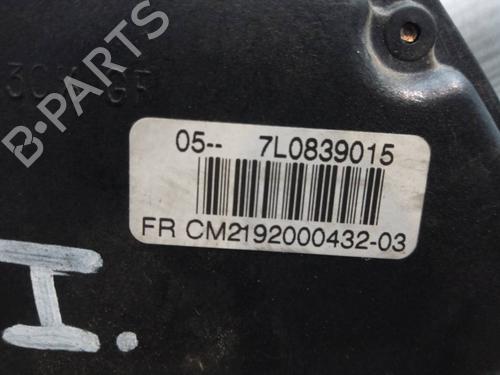 05-- 7L0839015
FR CM2192000432-03
I.
B-PARTS